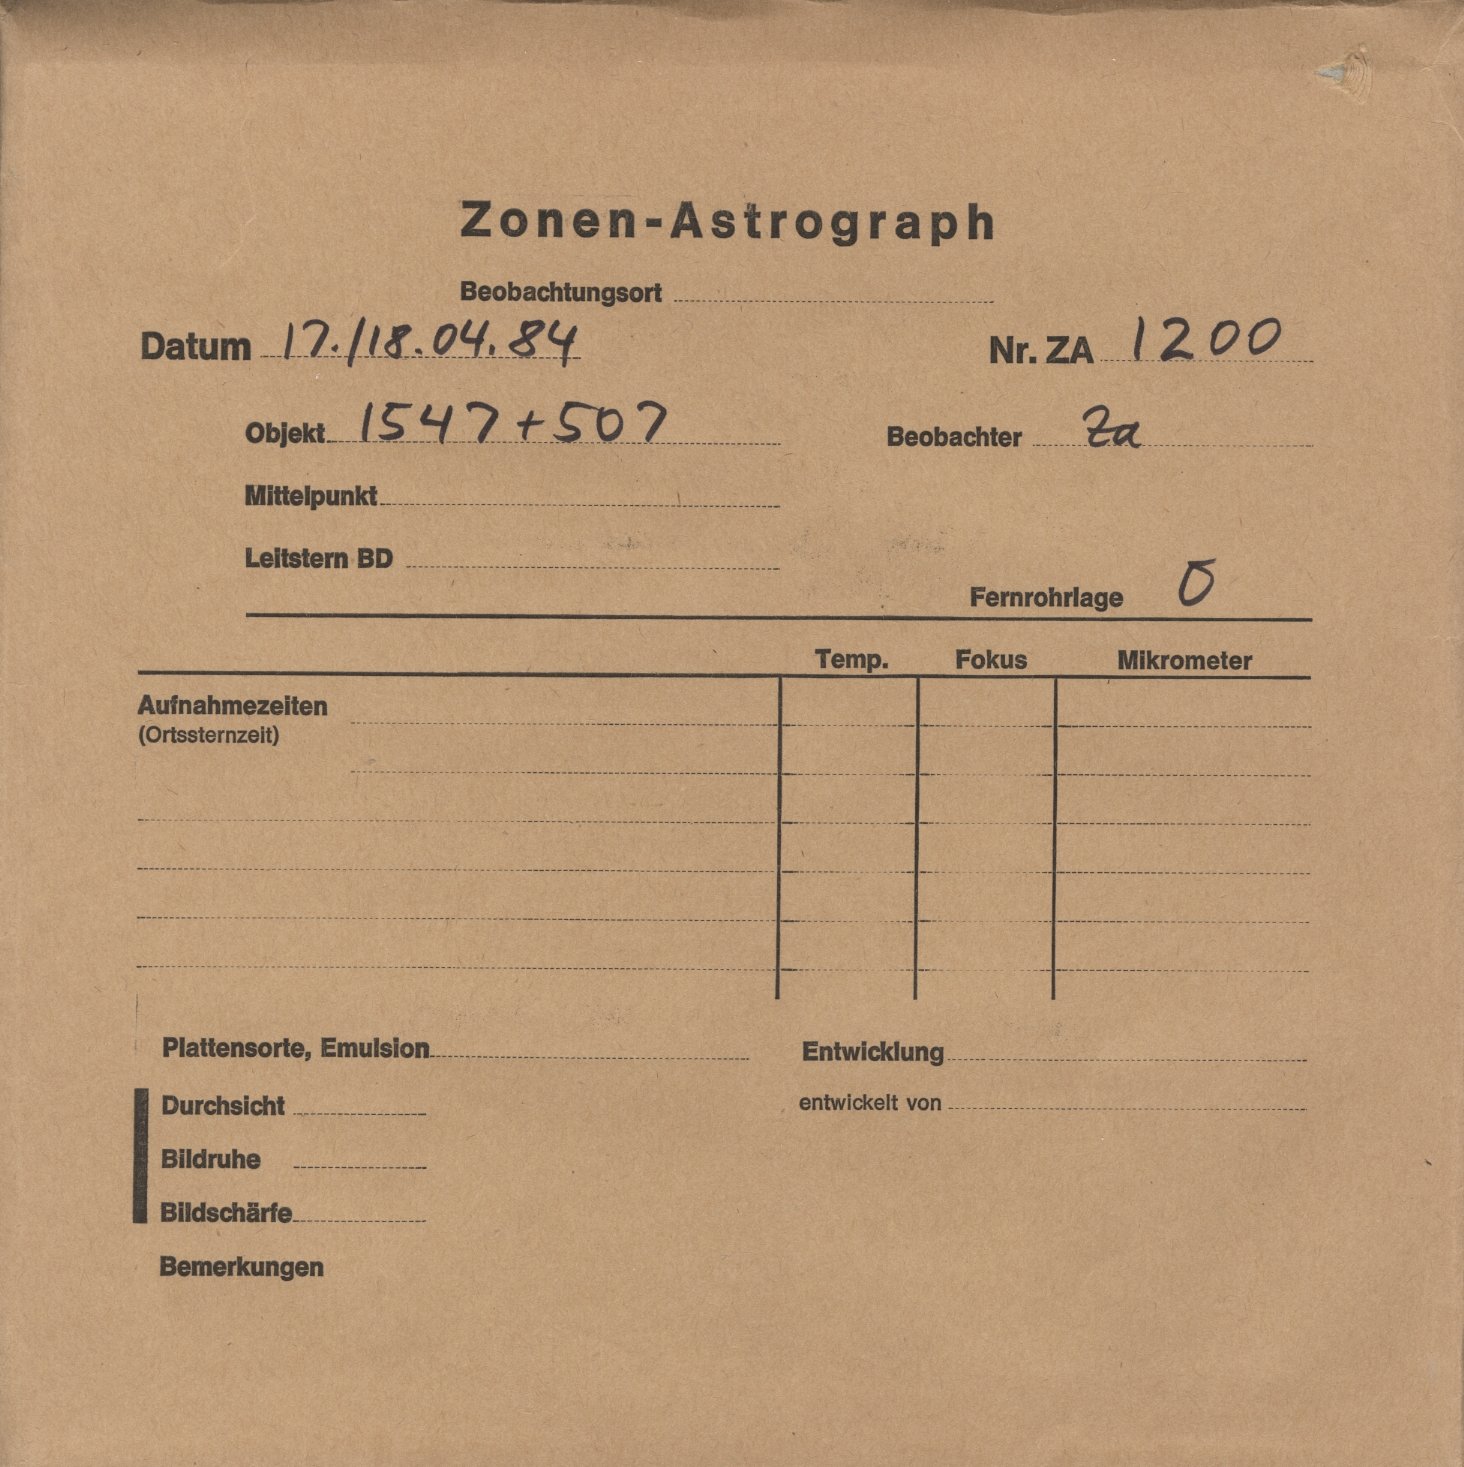 Zonen-Astrograph
Beobachtungsort
Datum 17./18.04.84 Nr. ZA 1200
Objekt 1547+507 Beobachter Za
Mittelpunkt
Leitstern BD
Fernrohrlage O
Temp. Fokus Mikrometer
Aufnahmezeiten
(Ortssternzeit)
Plattensorte, Emulsion Entwicklung
Durchsicht entwickelt von
Bildruhe
Bildschärfe
Bemerkungen